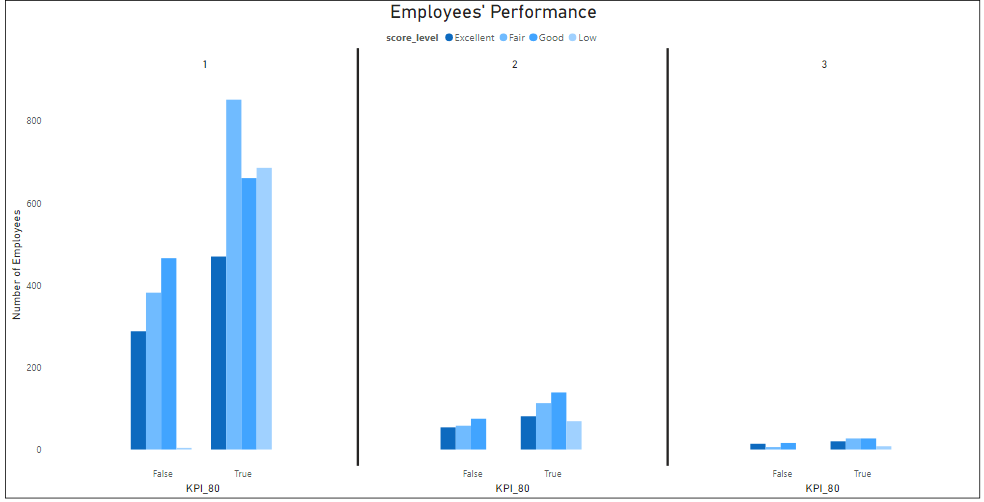 Employees' Performance
score_level Excellent Fair Good Low
1 2 3
800
600
400
200
0
Number of Employees
False True False True False True
KPI_80 KPI_80 KPI_80